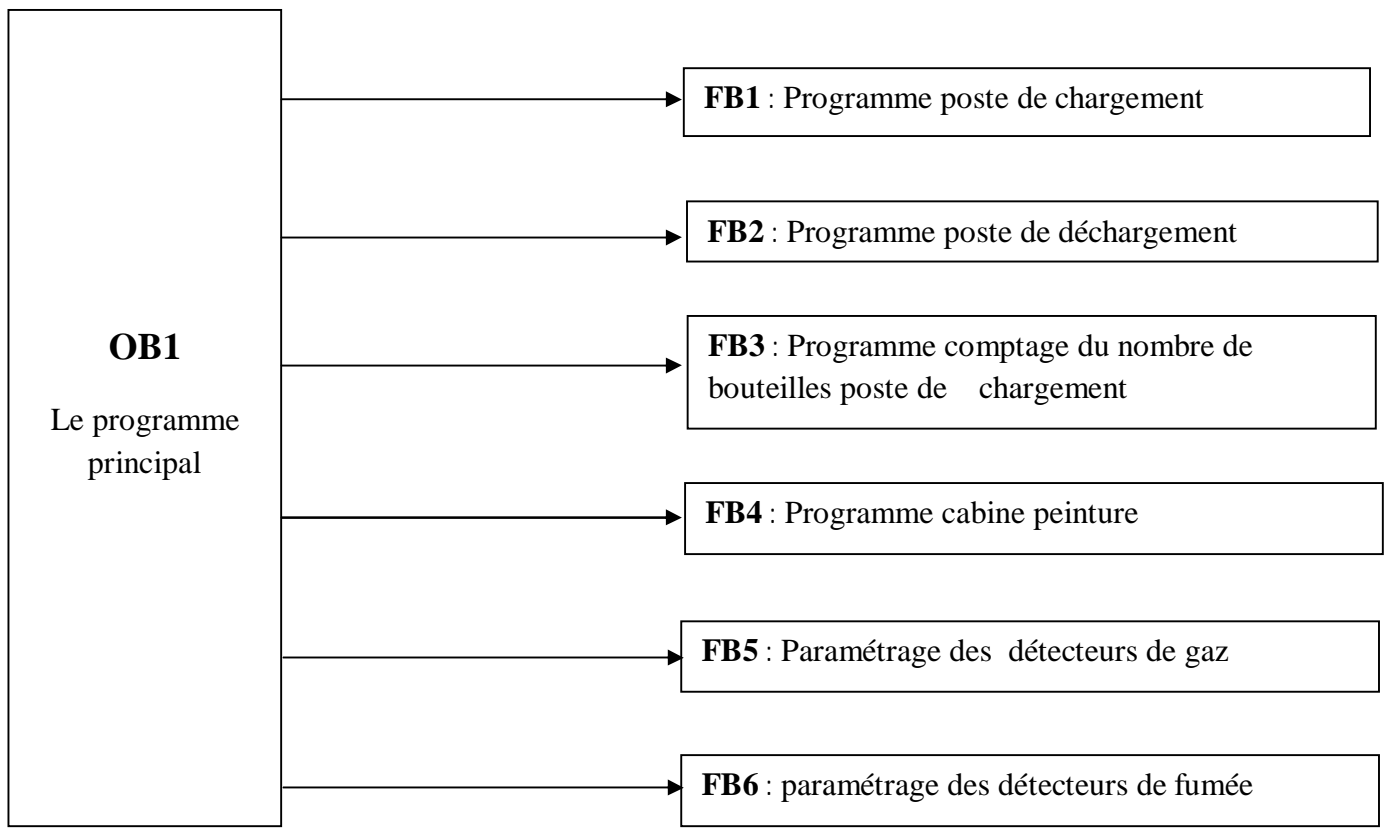 OB1
Le programme
principal
FB1 : Programme poste de chargement
FB2 : Programme poste de déchargement
FB3 : Programme comptage du nombre de
bouteilles poste de chargement
FB4 : Programme cabine peinture
FB5 : Paramétrage des détecteurs de gaz
FB6 : paramétrage des détecteurs de fumée